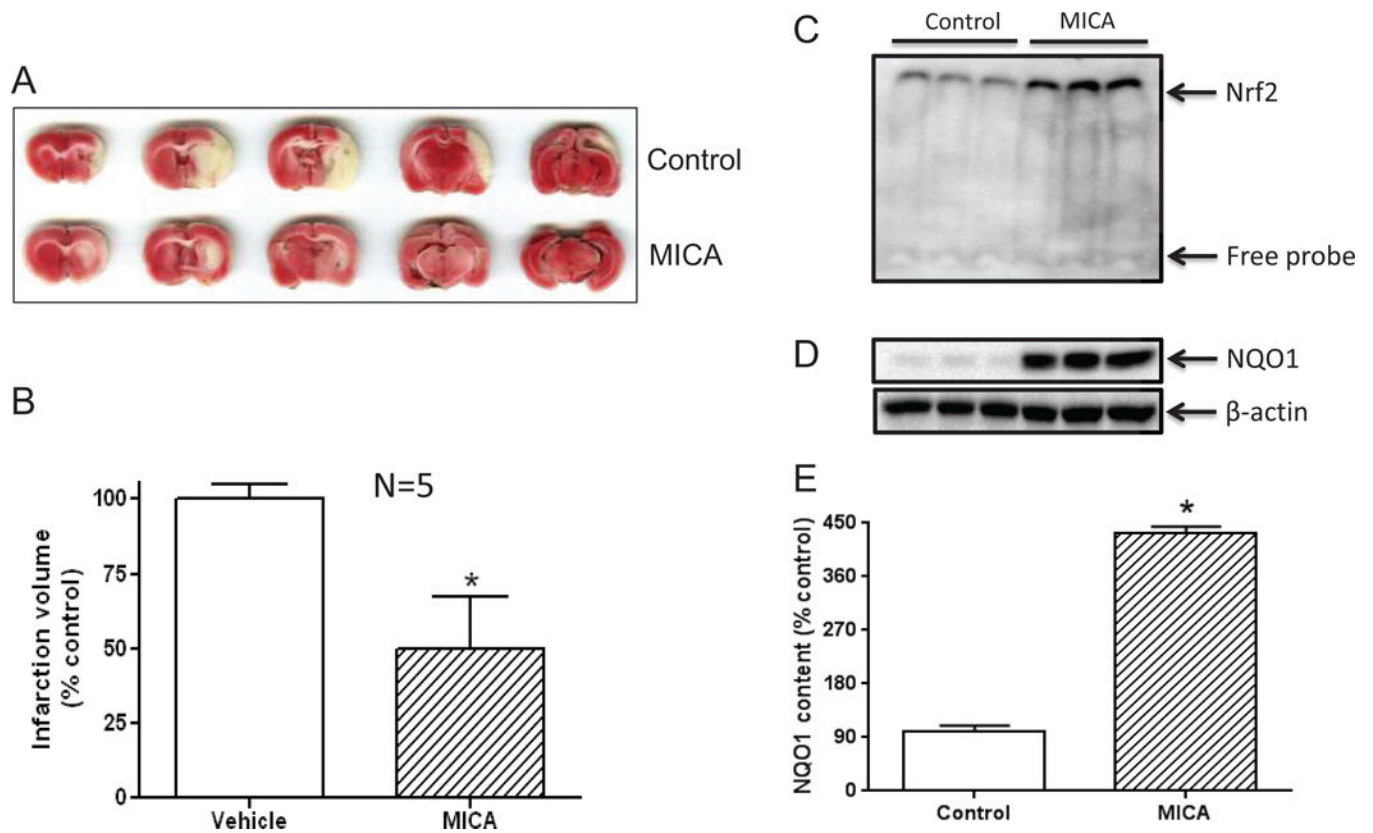 A
Control
MICA
B
Infarction volume
(% control)
N=5
100
75
50
25
0
*
Vehicle
MICA
C
Control
MICA
Nrf2
Free probe
D
NQO1
β-actin
E
NQO1 content (% control)
450
360
270
180
90
0
*
Control
MICA